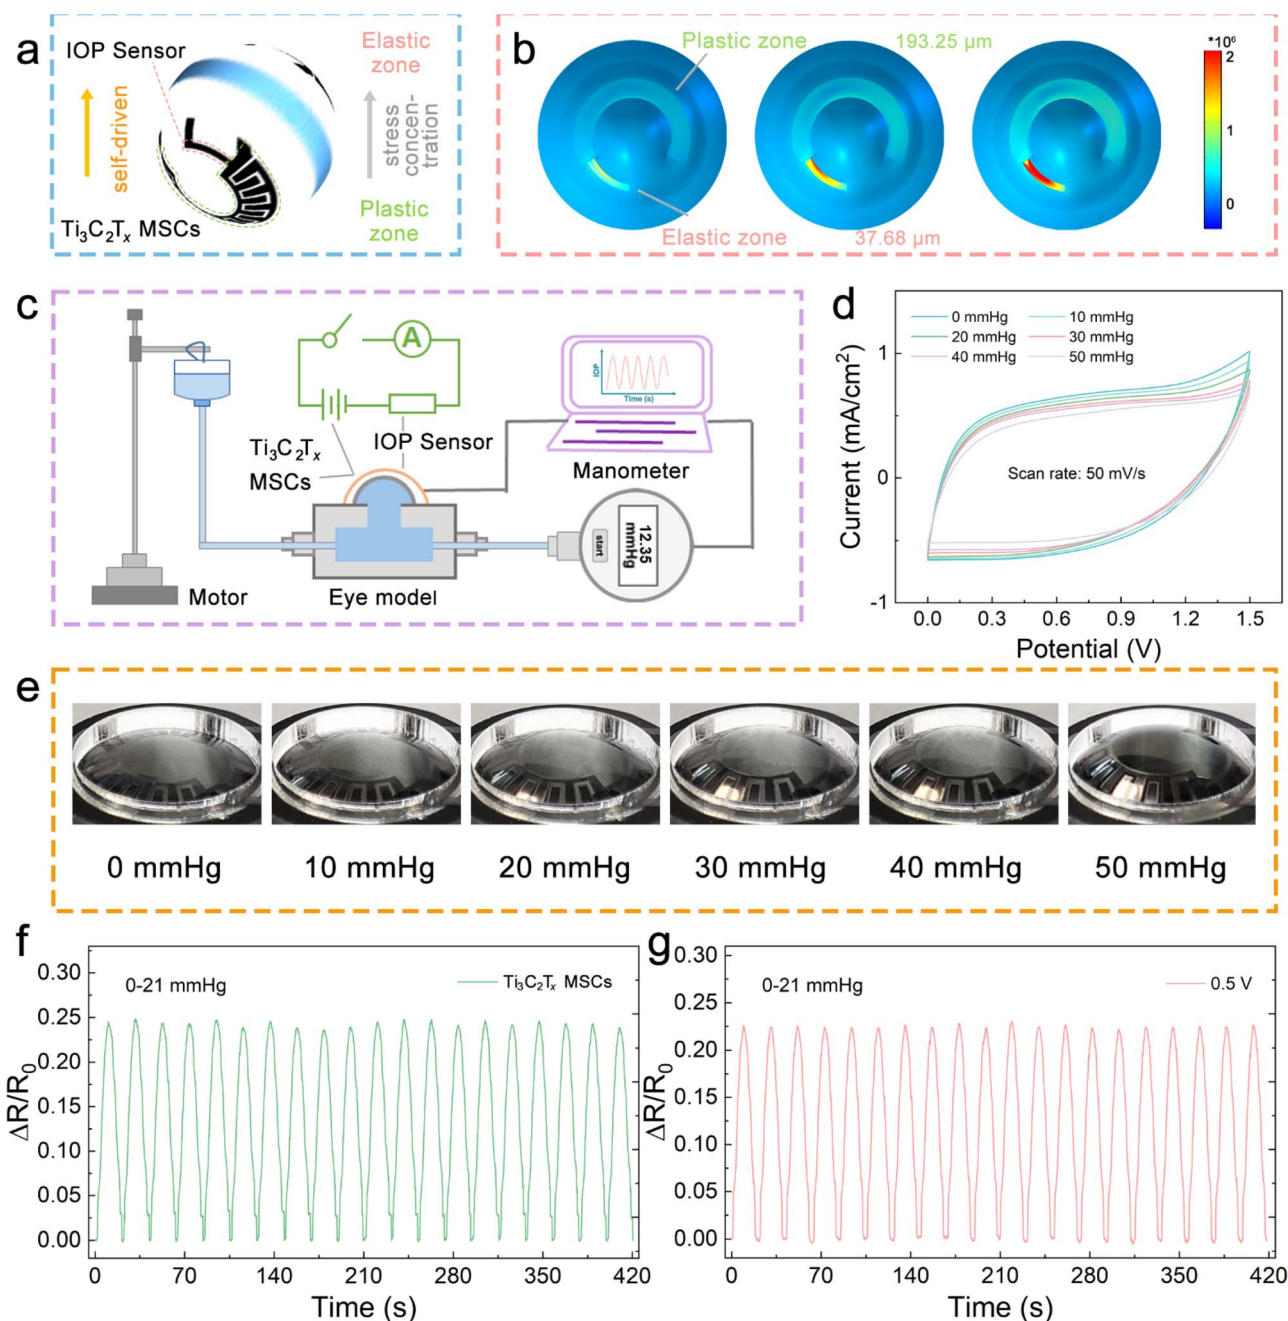 a
IOP Sensor
self-driven
Ti₃C₂Tₓ MSCs
Elastic
zone
stress
concen-
tration
Plastic
zone
b
Plastic zone
193.25 μm
Elastic zone
37.68 μm
*10⁶
2
1
0
c
A
IOP
Time (s)
Ti₃C₂Tₓ
MSCs
IOP Sensor
Manometer
12.35
mmHg
start
Motor
Eye model
d
0 mmHg
10 mmHg
20 mmHg
30 mmHg
40 mmHg
50 mmHg
Scan rate: 50 mV/s
Current (mA/cm²)
1
0
-1
0.0 0.3 0.6 0.9 1.2 1.5
Potential (V)
e
0 mmHg
10 mmHg
20 mmHg
30 mmHg
40 mmHg
50 mmHg
f
0-21 mmHg
Ti₃C₂Tₓ MSCs
ΔR/R₀
0.30
0.25
0.20
0.15
0.10
0.05
0.00
0 70 140 210 280 350 420
Time (s)
g
0-21 mmHg
0.5 V
ΔR/R₀
0.30
0.25
0.20
0.15
0.10
0.05
0.00
0 70 140 210 280 350 420
Time (s)